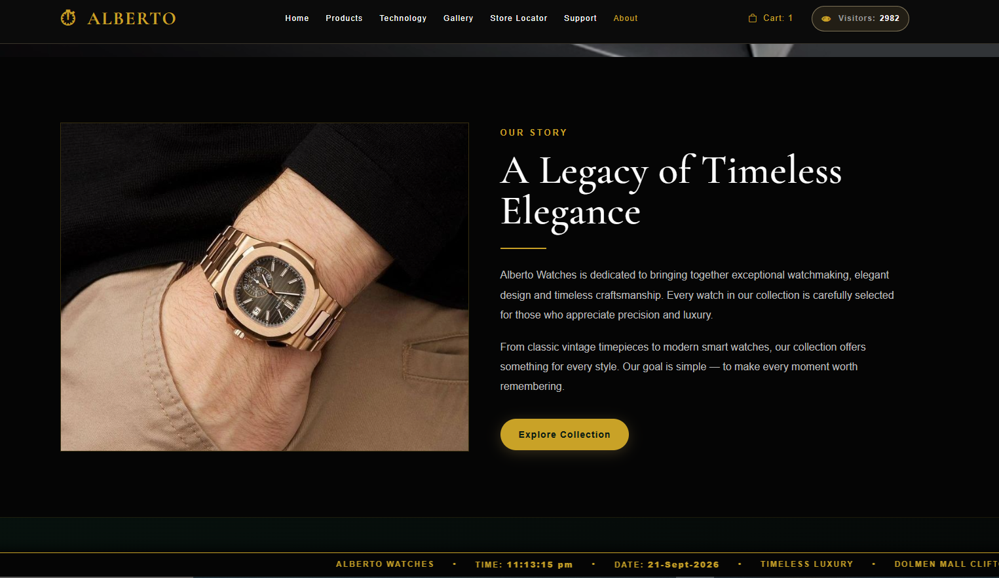 ALBERTO
Home Products Technology Gallery Store Locator Support About
Cart: 1
Visitors: 2982
OUR STORY
A Legacy of Timeless
Elegance
Alberto Watches is dedicated to bringing together exceptional watchmaking, elegant
design and timeless craftsmanship. Every watch in our collection is carefully selected
for those who appreciate precision and luxury.
From classic vintage timepieces to modern smart watches, our collection offers
something for every style. Our goal is simple — to make every moment worth
remembering.
Explore Collection
ALBERTO WATCHES • TIME: 11:13:15 pm • DATE: 21-Sept-2026 • TIMELESS LUXURY • DOLMEN MALL CLIFT